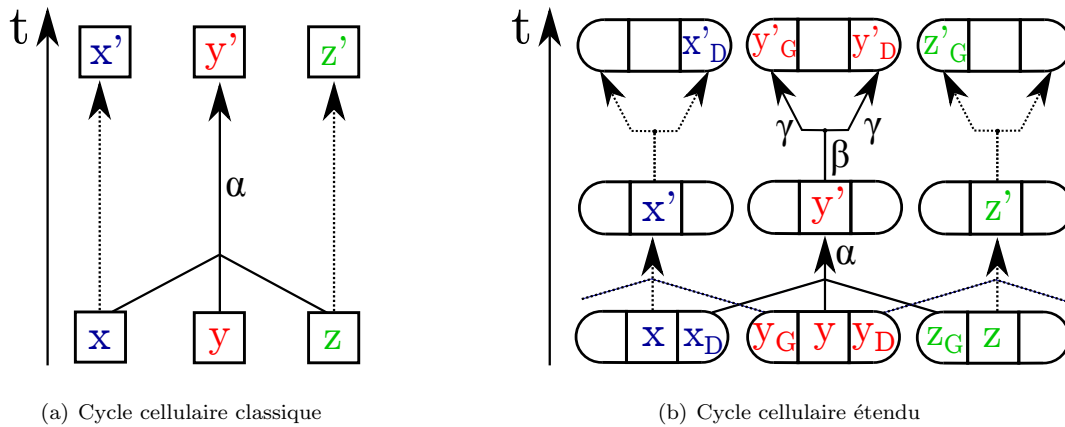 t x' y' z'
α
x y z
(a) Cycle cellulaire classique
t x'D y'G y'D z'G
γ γ
β
x' y' z'
α
x xD yG y yD zG z
(b) Cycle cellulaire étendu